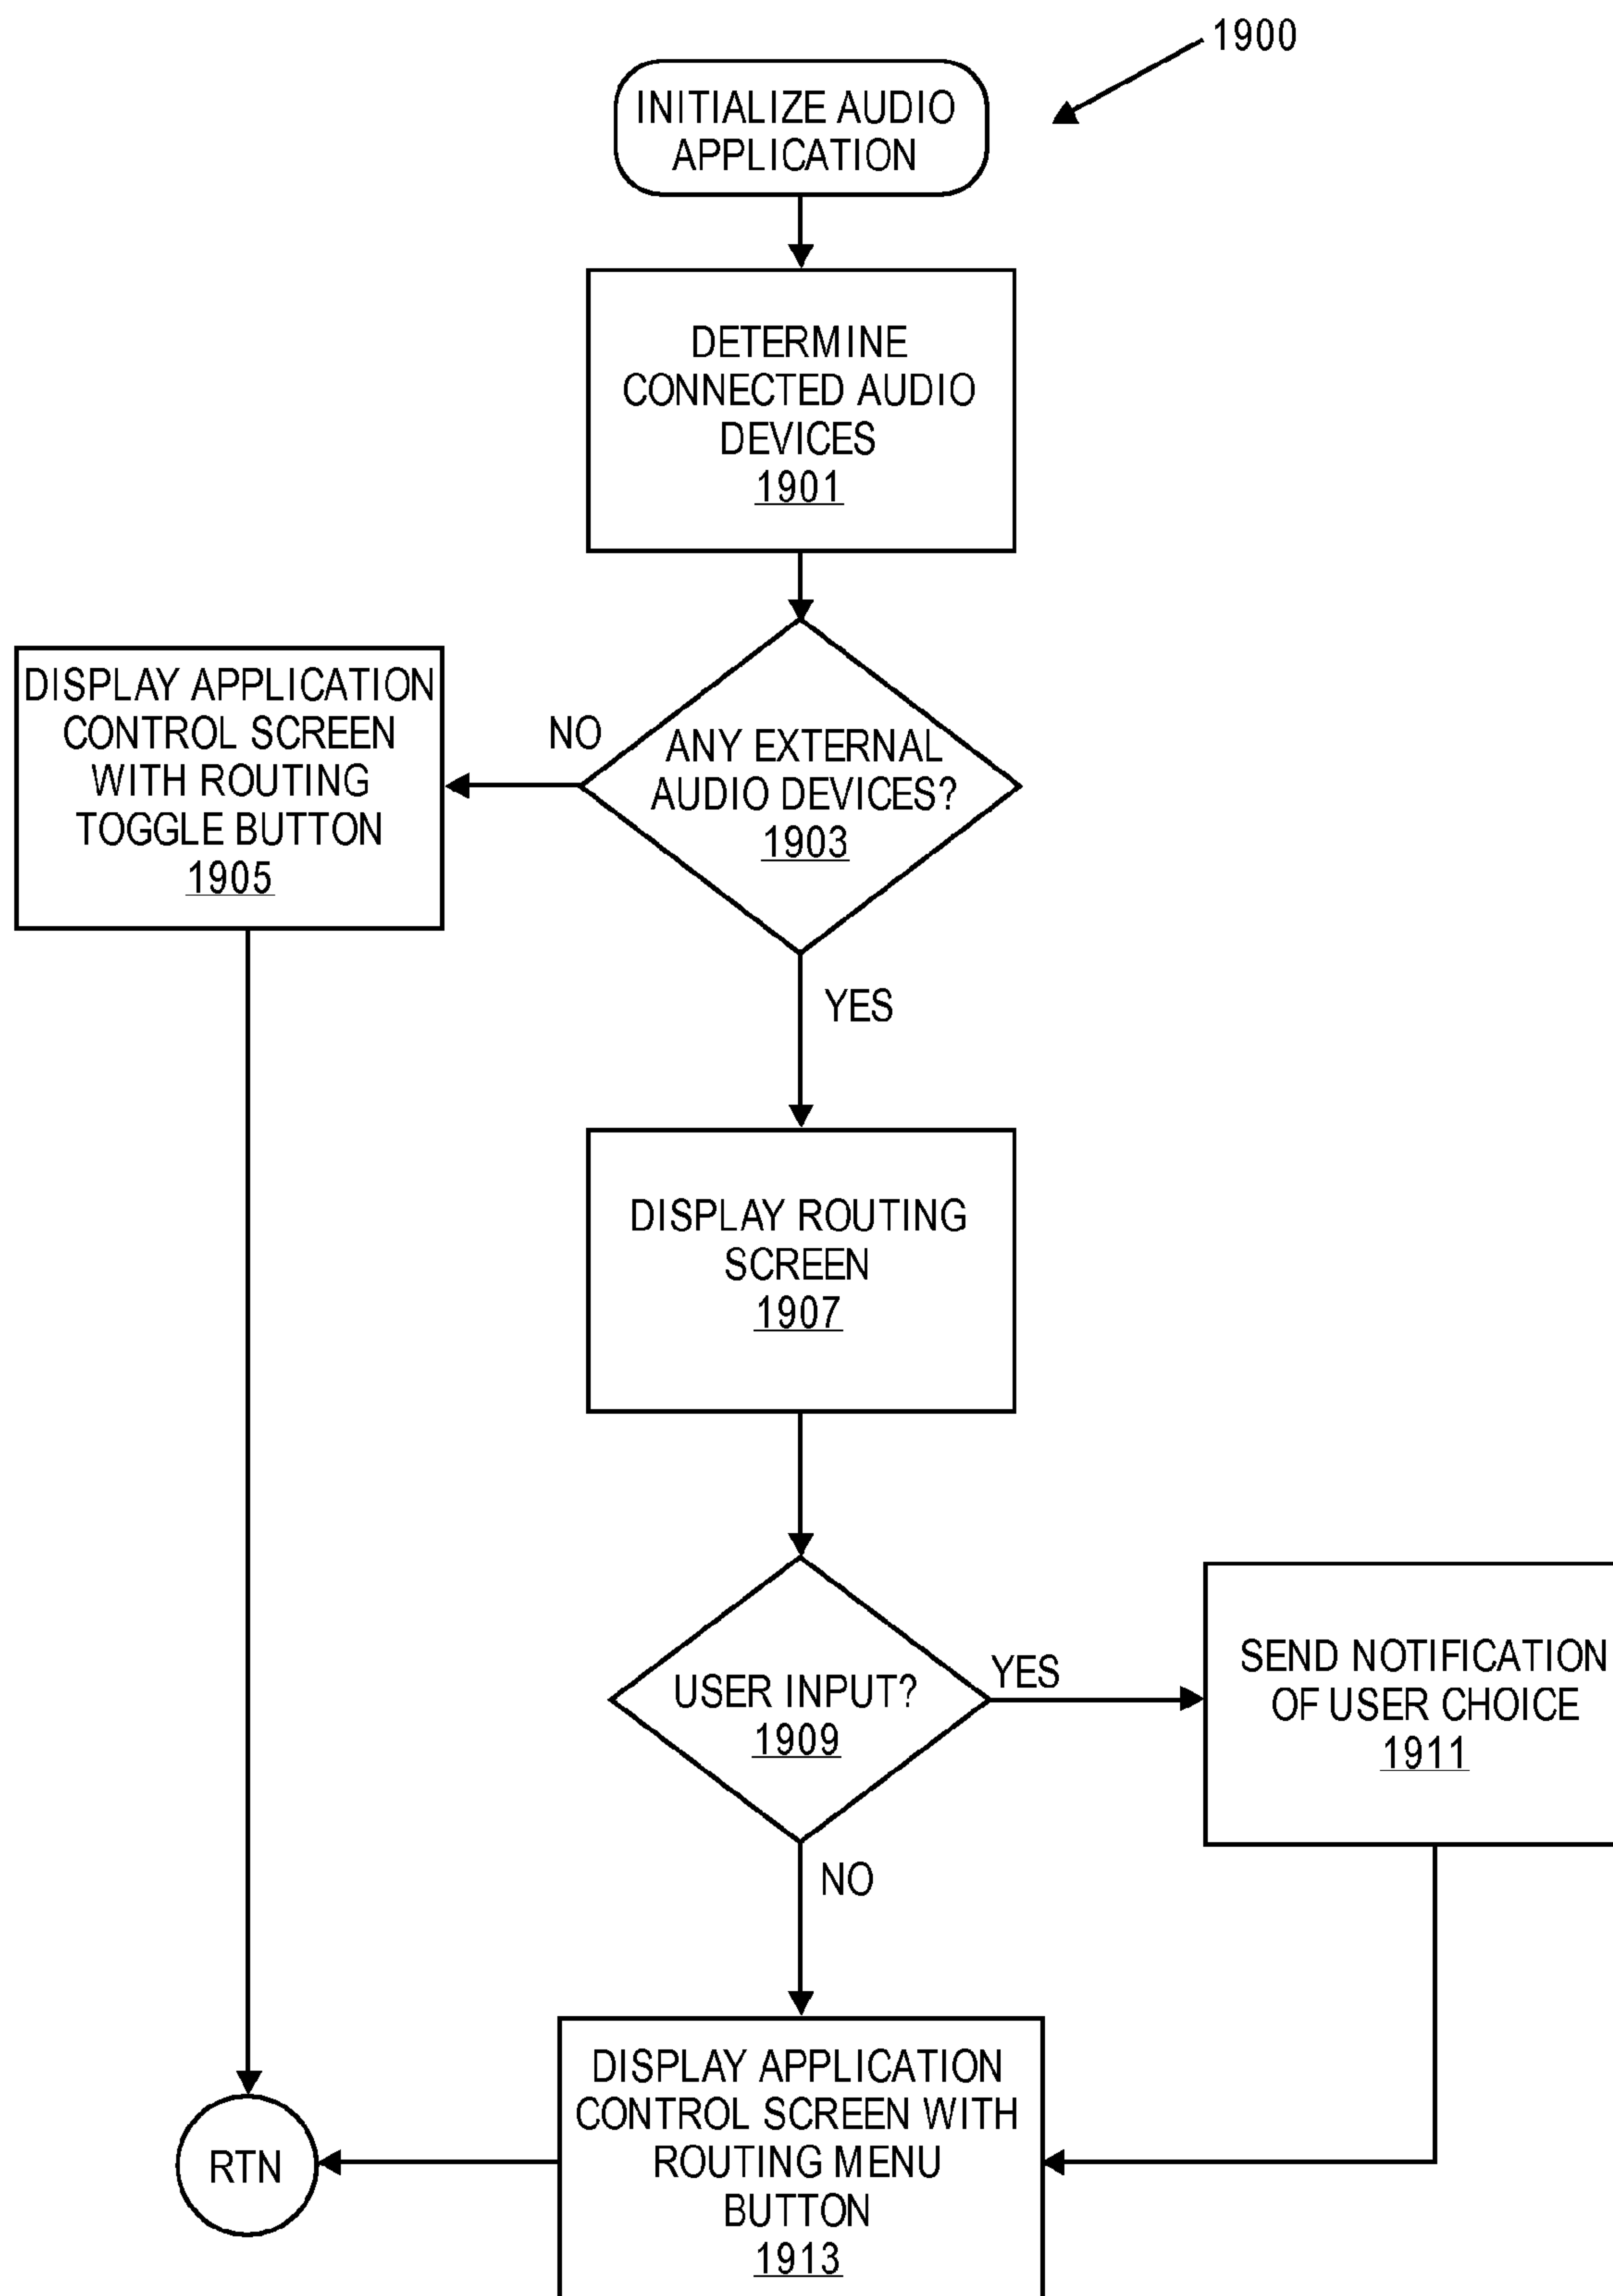 1900
INITIALIZE AUDIO
APPLICATION
DETERMINE
CONNECTED AUDIO
DEVICES
1901
DISPLAY APPLICATION
CONTROL SCREEN
WITH ROUTING
TOGGLE BUTTON
1905
NO
ANY EXTERNAL
AUDIO DEVICES?
1903
YES
DISPLAY ROUTING
SCREEN
1907
USER INPUT?
1909
YES
SEND NOTIFICATION
OF USER CHOICE
1911
NO
DISPLAY APPLICATION
CONTROL SCREEN WITH
ROUTING MENU
BUTTON
1913
RTN